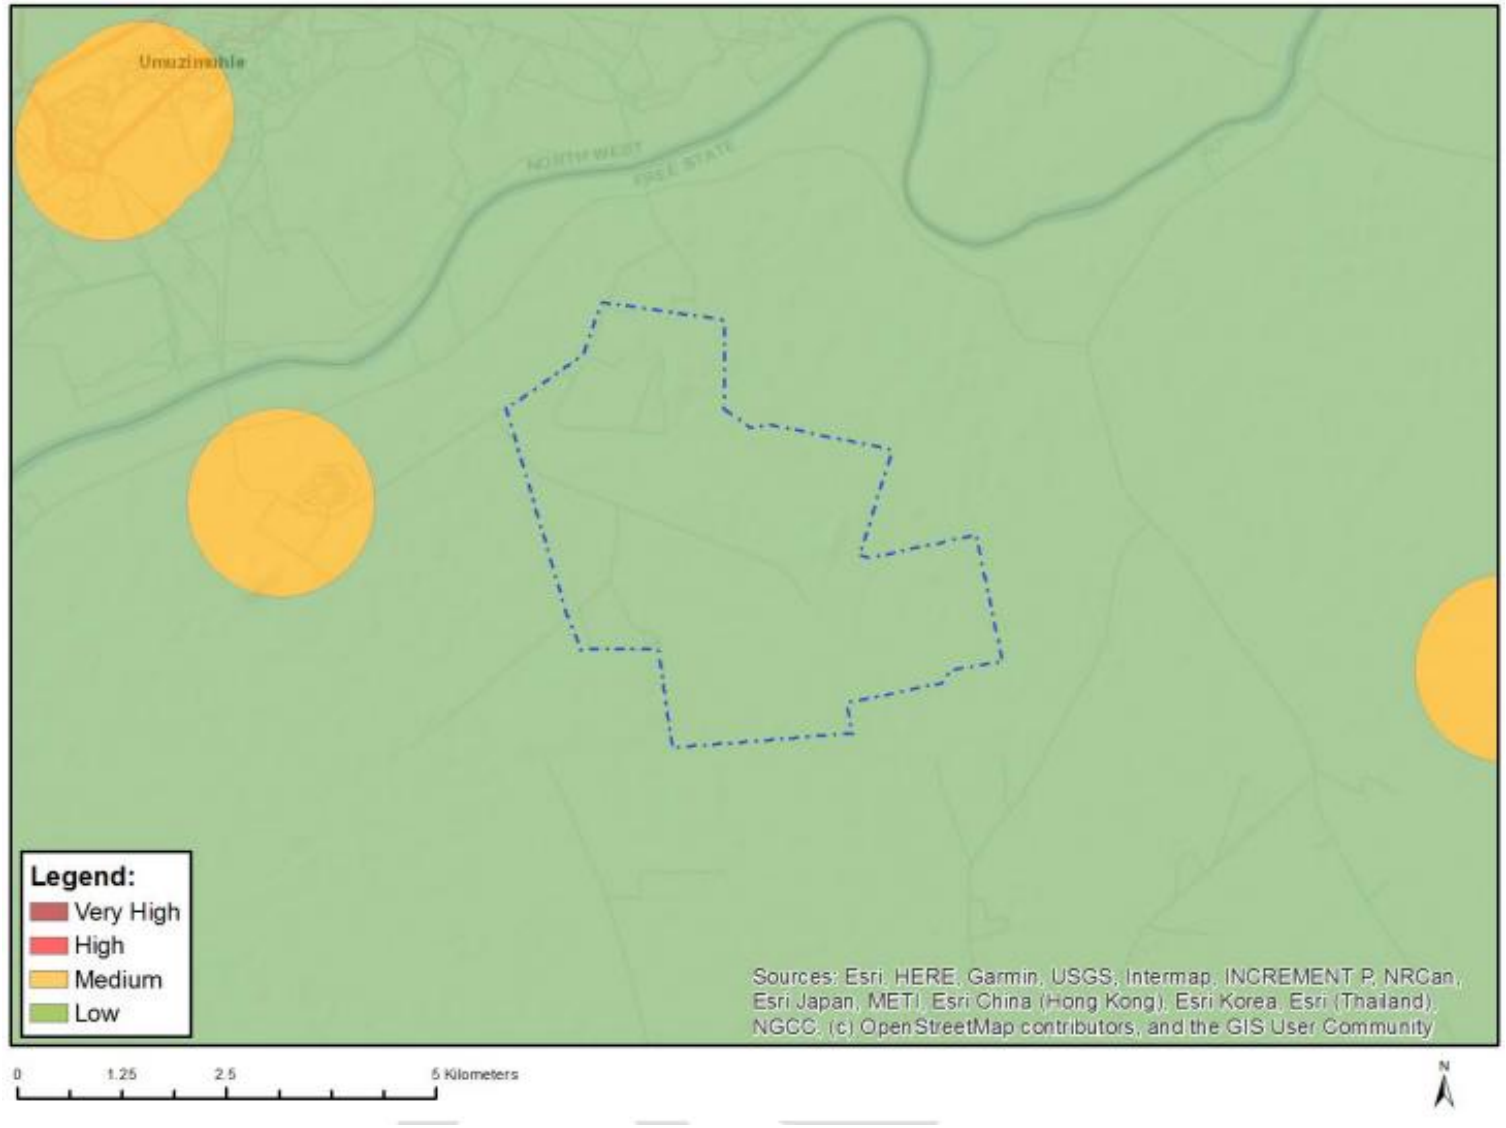 Umuzimuhle
NORTH WEST
FREE STATE
Legend:
Very High
High
Medium
Low
Sources: Esri, HERE, Garmin, USGS, Intermap, INCREMENT P, NRCan,
Esri Japan, METI, Esri China (Hong Kong), Esri Korea, Esri (Thailand),
NGCC, (c) OpenStreetMap contributors, and the GIS User Community
0 1.25 2.5 5 Kilometers
N